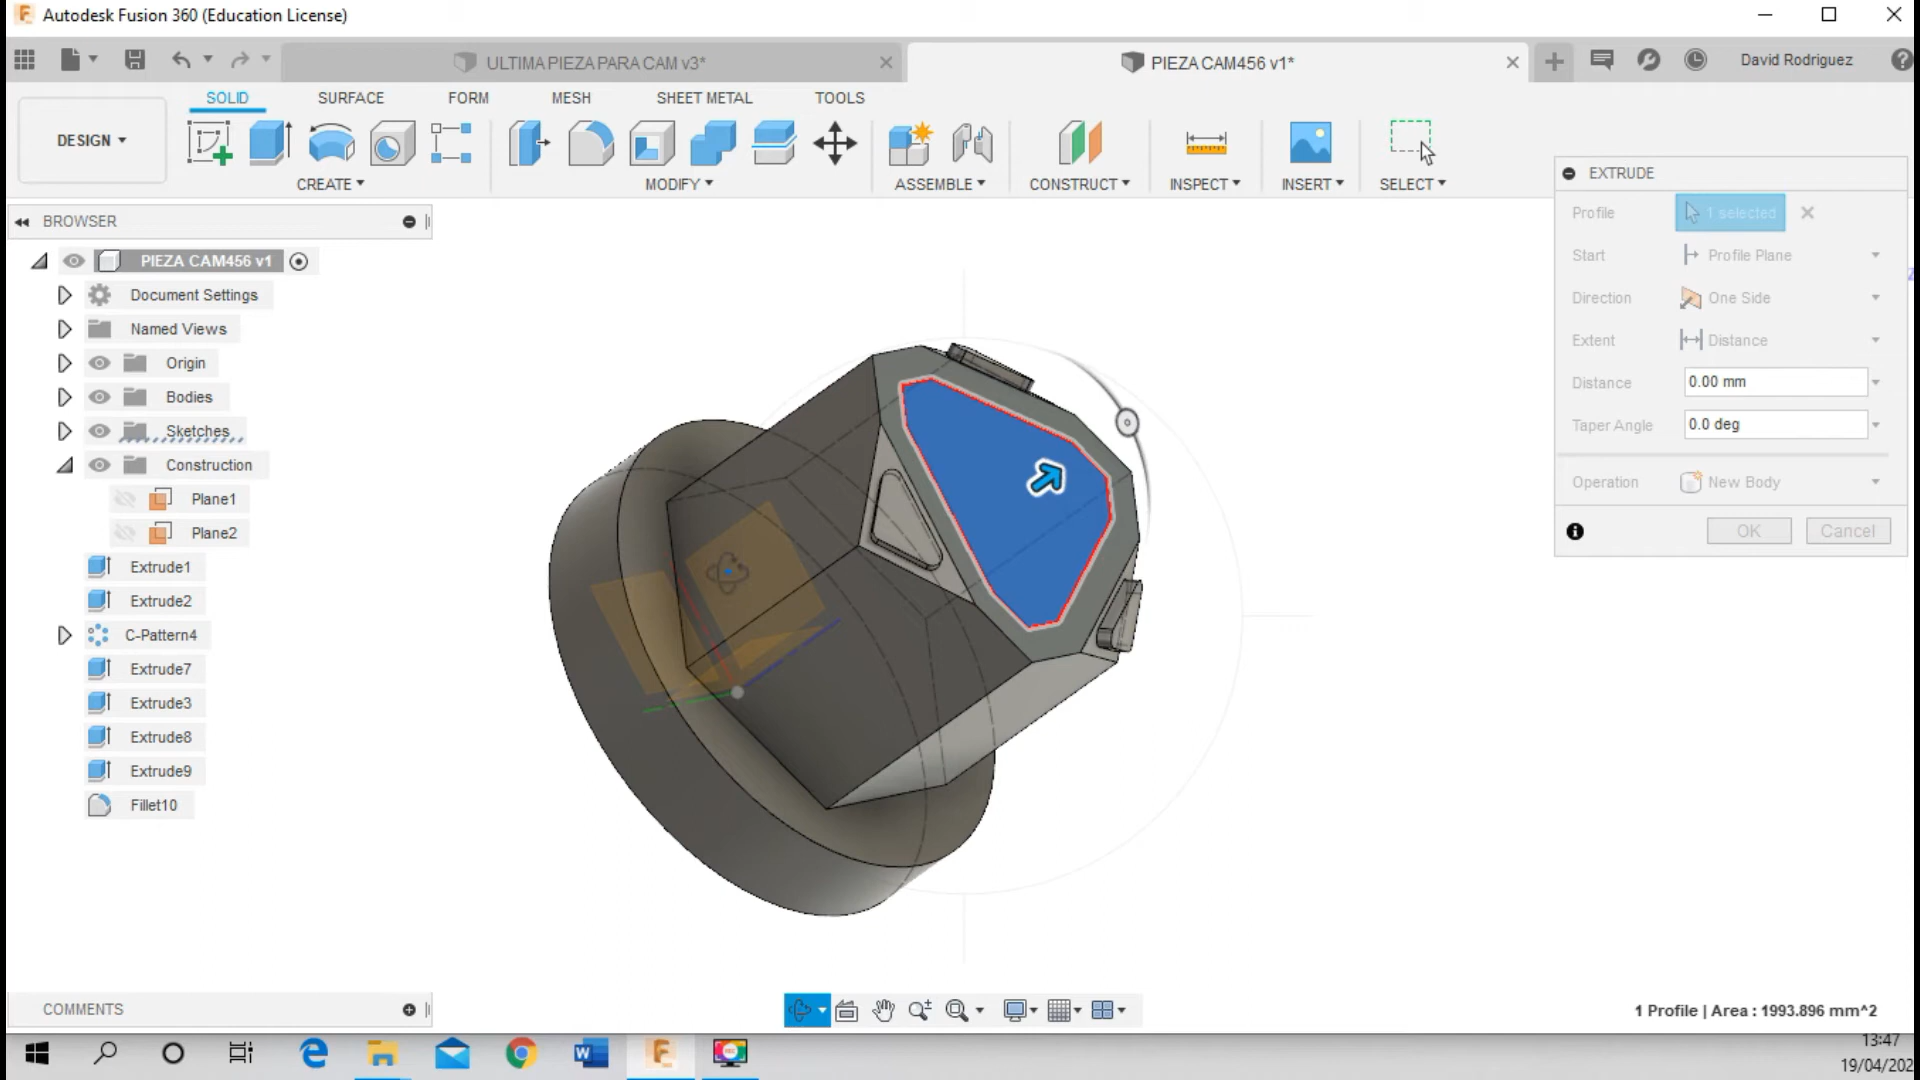 Autodesk Fusion 360 (Education License)
ULTIMA PIEZA PARA CAM v3*
PIEZA CAM456 v1*
David Rodriguez
SOLID SURFACE FORM MESH SHEET METAL TOOLS
DESIGN
CREATE MODIFY ASSEMBLE CONSTRUCT INSPECT INSERT SELECT
BROWSER
PIEZA CAM456 v1
Document Settings
Named Views
Origin
Bodies
Sketches
Construction
Plane1
Plane2
Extrude1
Extrude2
C-Pattern4
Extrude7
Extrude3
Extrude8
Extrude9
Fillet10
EXTRUDE
Profile 1 selected
Start Profile Plane
Direction One Side
Extent Distance
Distance 0.00 mm
Taper Angle 0.0 deg
Operation New Body
OK Cancel
COMMENTS
1 Profile | Area : 1993.896 mm^2
13:47
19/04/202